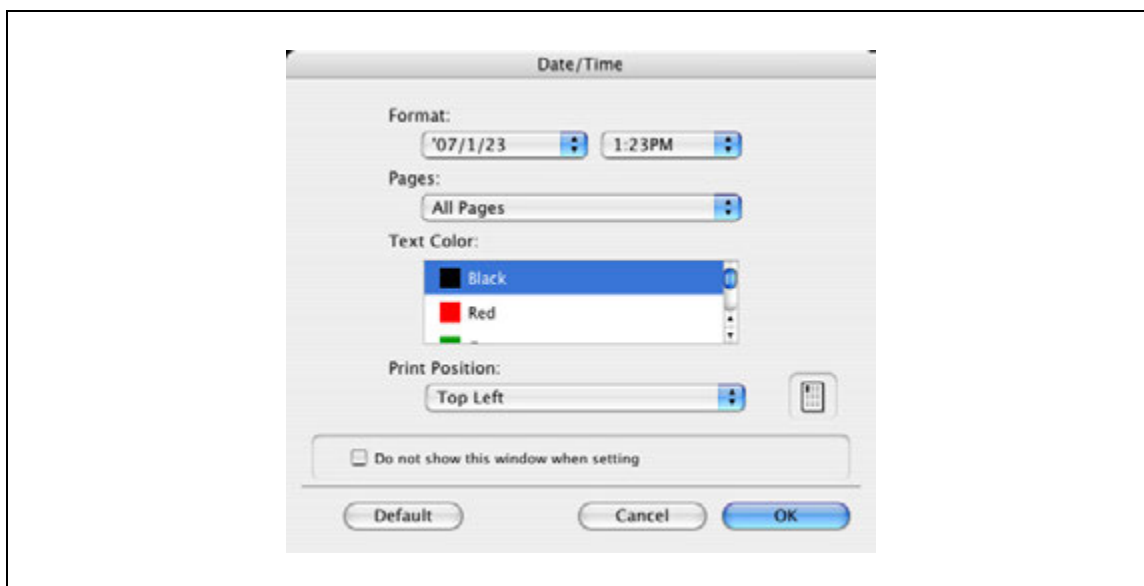 Date/Time
Format:
'07/1/23 1:23PM
Pages:
All Pages
Text Color:
Black
Red
Print Position:
Top Left
Do not show this window when setting
Default Cancel OK